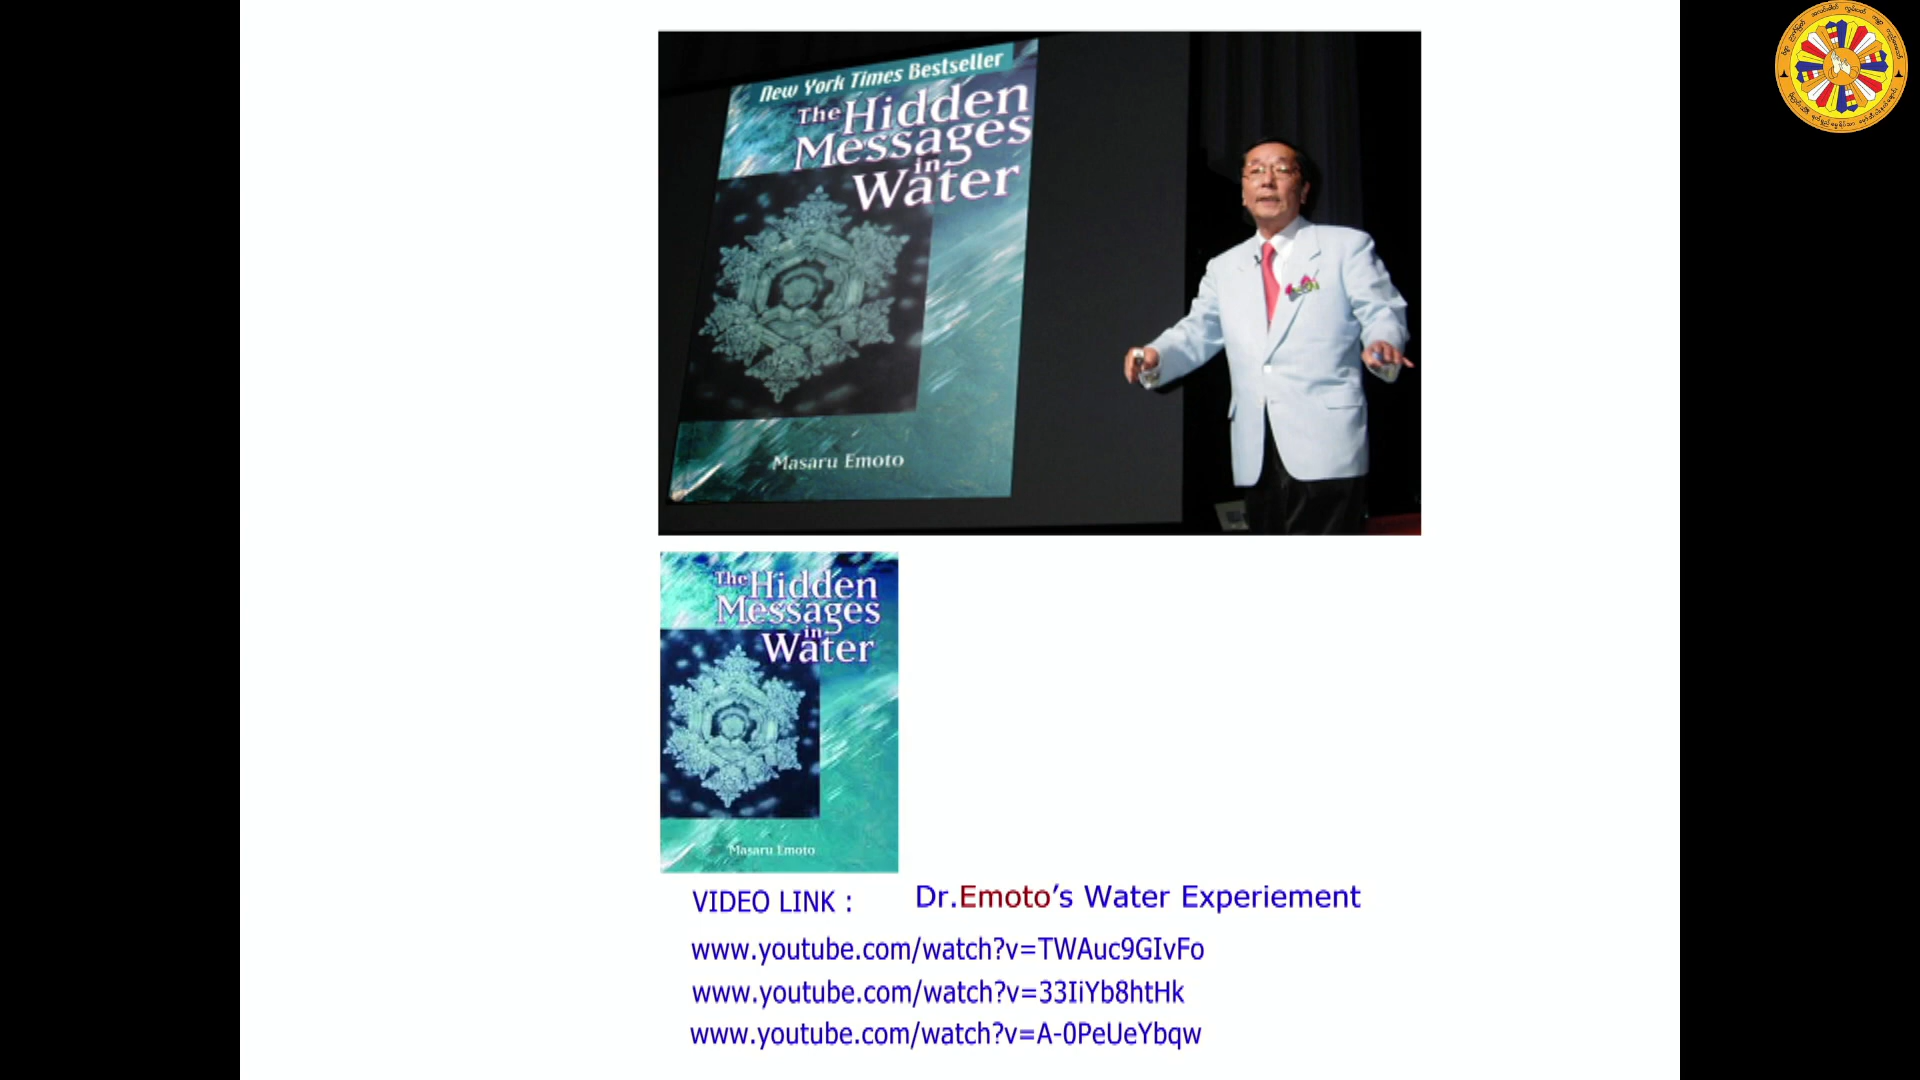 New York Times Bestseller
The Hidden
Messages
in
Water
Masaru Emoto
The Hidden
Messages
in
Water
Masaru Emoto
VIDEO LINK : Dr.Emoto’s Water Experiement
www.youtube.com/watch?v=TWAuc9GIvFo
www.youtube.com/watch?v=33IiYb8htHk
www.youtube.com/watch?v=A-0PeUeYbqw